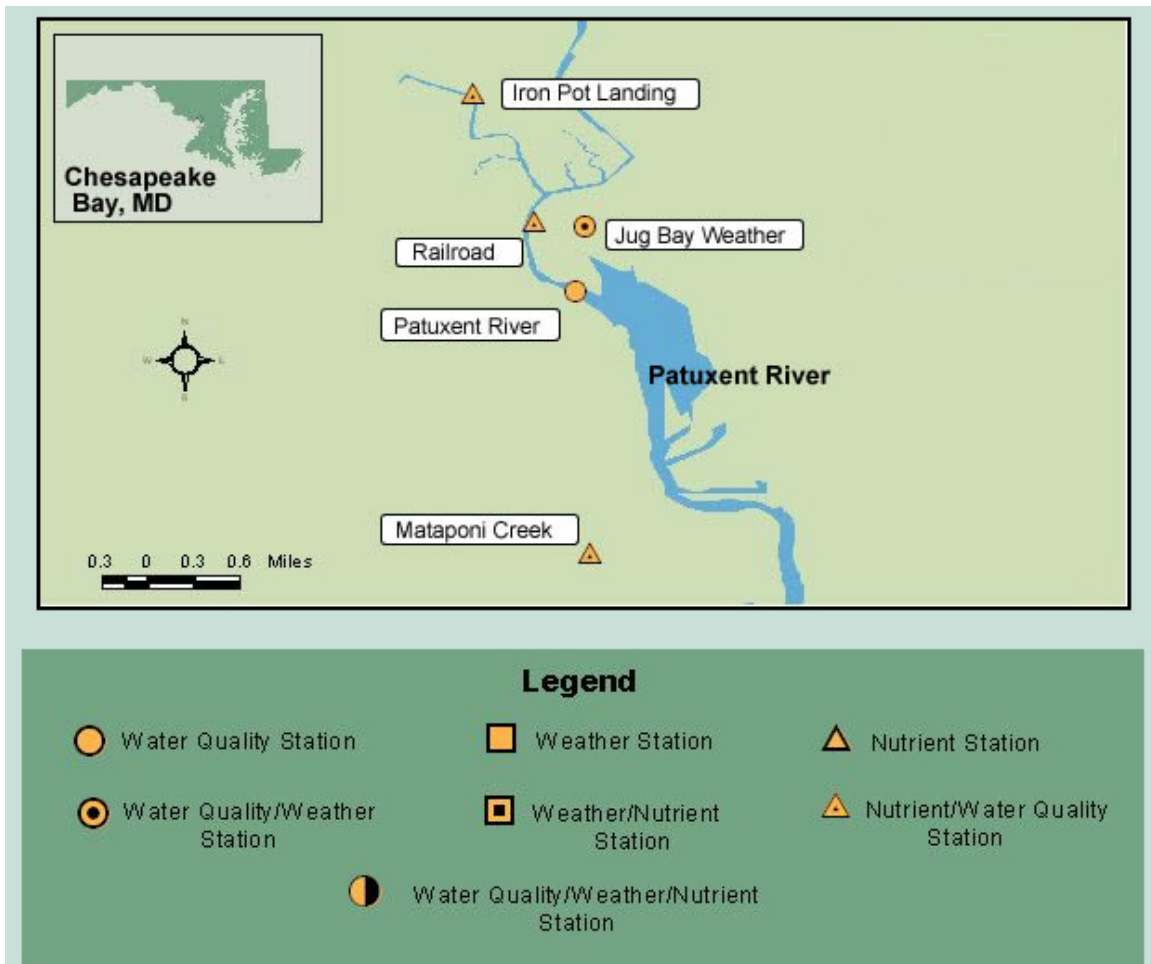 Iron Pot Landing
Chesapeake
Bay, MD
Jug Bay Weather
Railroad
Patuxent River
N
W
E
S
Patuxent River
Mataponi Creek
0.3 0 0.3 0.6 Miles
Legend
Water Quality Station
Weather Station
Nutrient Station
Water Quality/Weather
Station
Weather/Nutrient
Station
Nutrient/Water Quality
Station
Water Quality/Weather/Nutrient
Station